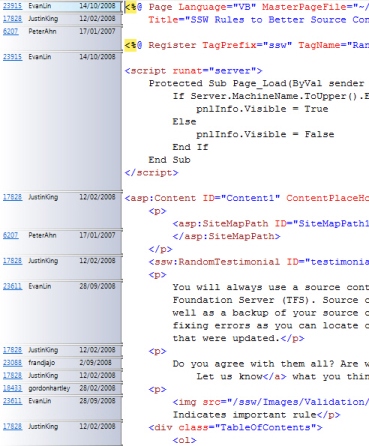 23915 EvanLin 14/10/2008 <%@ Page Language="VB" MasterPageFile="~/
17828 JustinKing 12/02/2008 Title="SSW Rules to Better Source Con
6207 PeterAhn 17/01/2007
<%@ Register TagPrefix="ssw" TagName="Ran
23915 EvanLin 14/10/2008
<script runat="server">
Protected Sub Page_Load(ByVal sender
If Server.MachineName.ToUpper().E
pnlInfo.Visible = True
Else
pnlInfo.Visible = False
End If
End Sub
</script>
17828 JustinKing 12/02/2008 <asp:Content ID="Content1" ContentPlaceHo
<p>
<asp:SiteMapPath ID="SiteMapPath1
6207 PeterAhn 17/01/2007 </asp:SiteMapPath>
</p>
17828 JustinKing 12/02/2008 <ssw:RandomTestimonial ID="testimonia
<p>
23611 EvanLin 28/09/2008 You will always use a source cont
Foundation Server (TFS). Source c
well as a backup of your source c
fixing errors as you can locate c
that were updated.</p>
17828 JustinKing 12/02/2008 <p>
23088 frandjajo 2/09/2008 Do you agree with them all? Are w
17828 JustinKing 12/02/2008 Let us know</a> what you thin
18433 gordonhartley 28/02/2008 <p>
23611 EvanLin 28/09/2008 <img src="/ssw/Images/Validation/
Indicates important rule</p>
17828 JustinKing 12/02/2008 <div class="TableOfContents">
<ol>